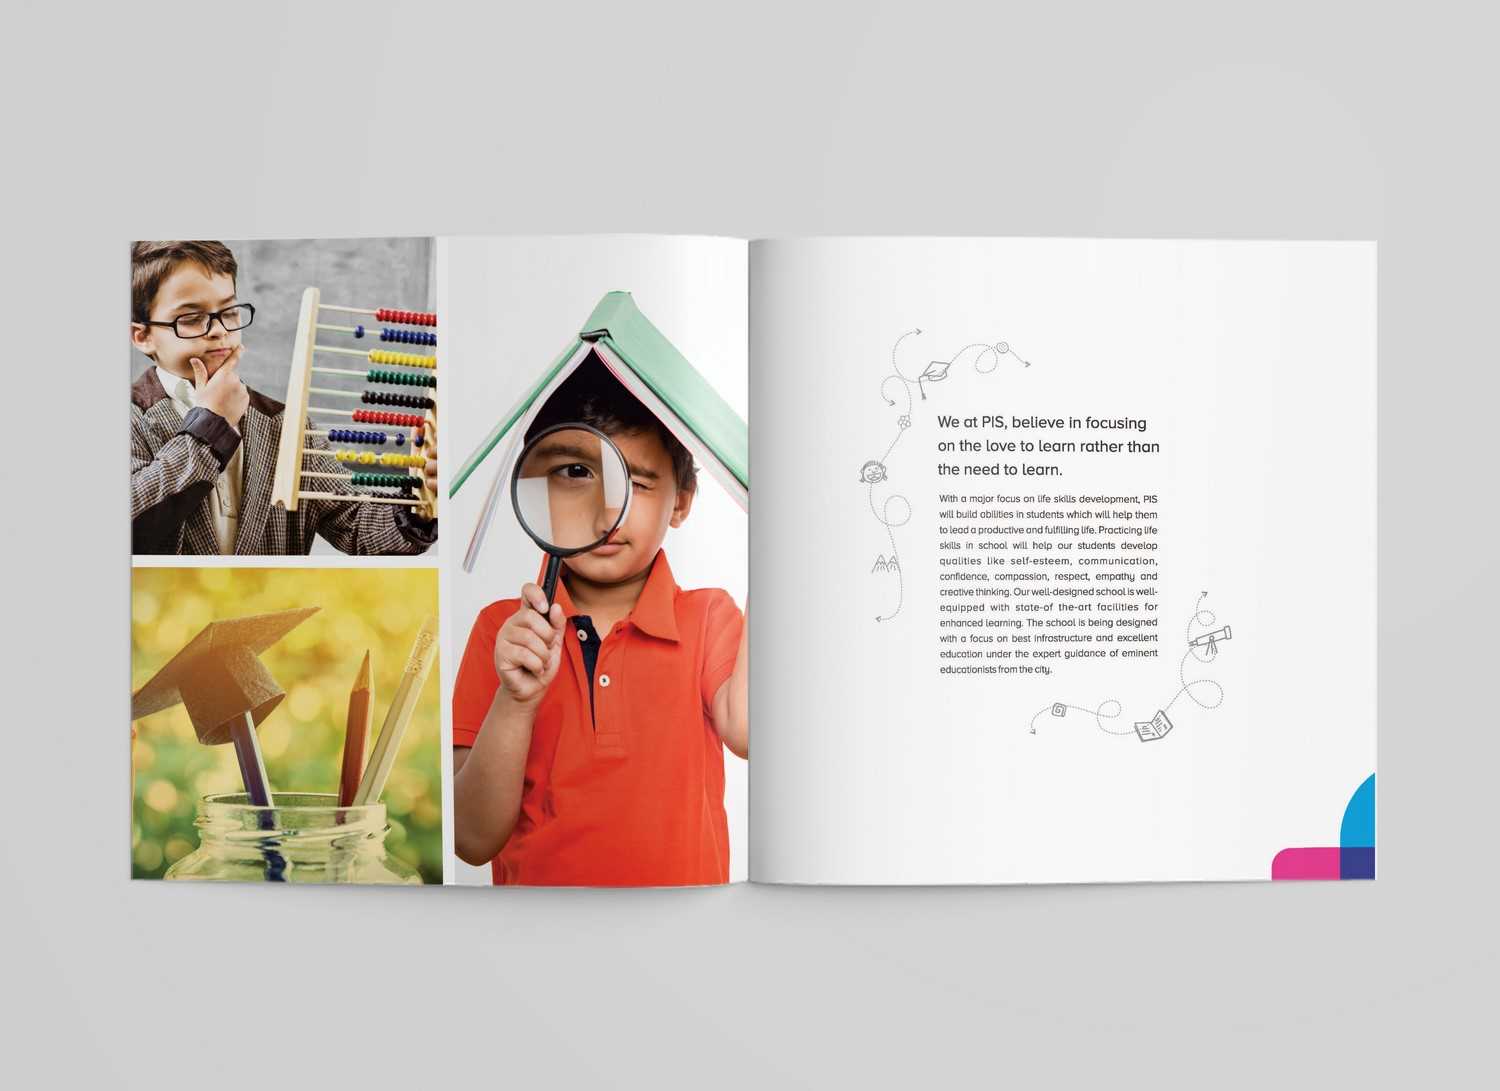 We at PIS, believe in focusing
on the love to learn rather than
the need to learn.
With a major focus on life skills development, PIS
will build abilities in students which will help them
to lead a productive and fulfilling life. Practicing life
skills in school will help our students develop
qualities like self-esteem, communication,
confidence, compassion, respect, empathy and
creative thinking. Our well-designed school is well-
equipped with state-of the-art facilities for
enhanced learning. The school is being designed
with a focus on best infrastructure and excellent
education under the expert guidance of eminent
educationists from the city.